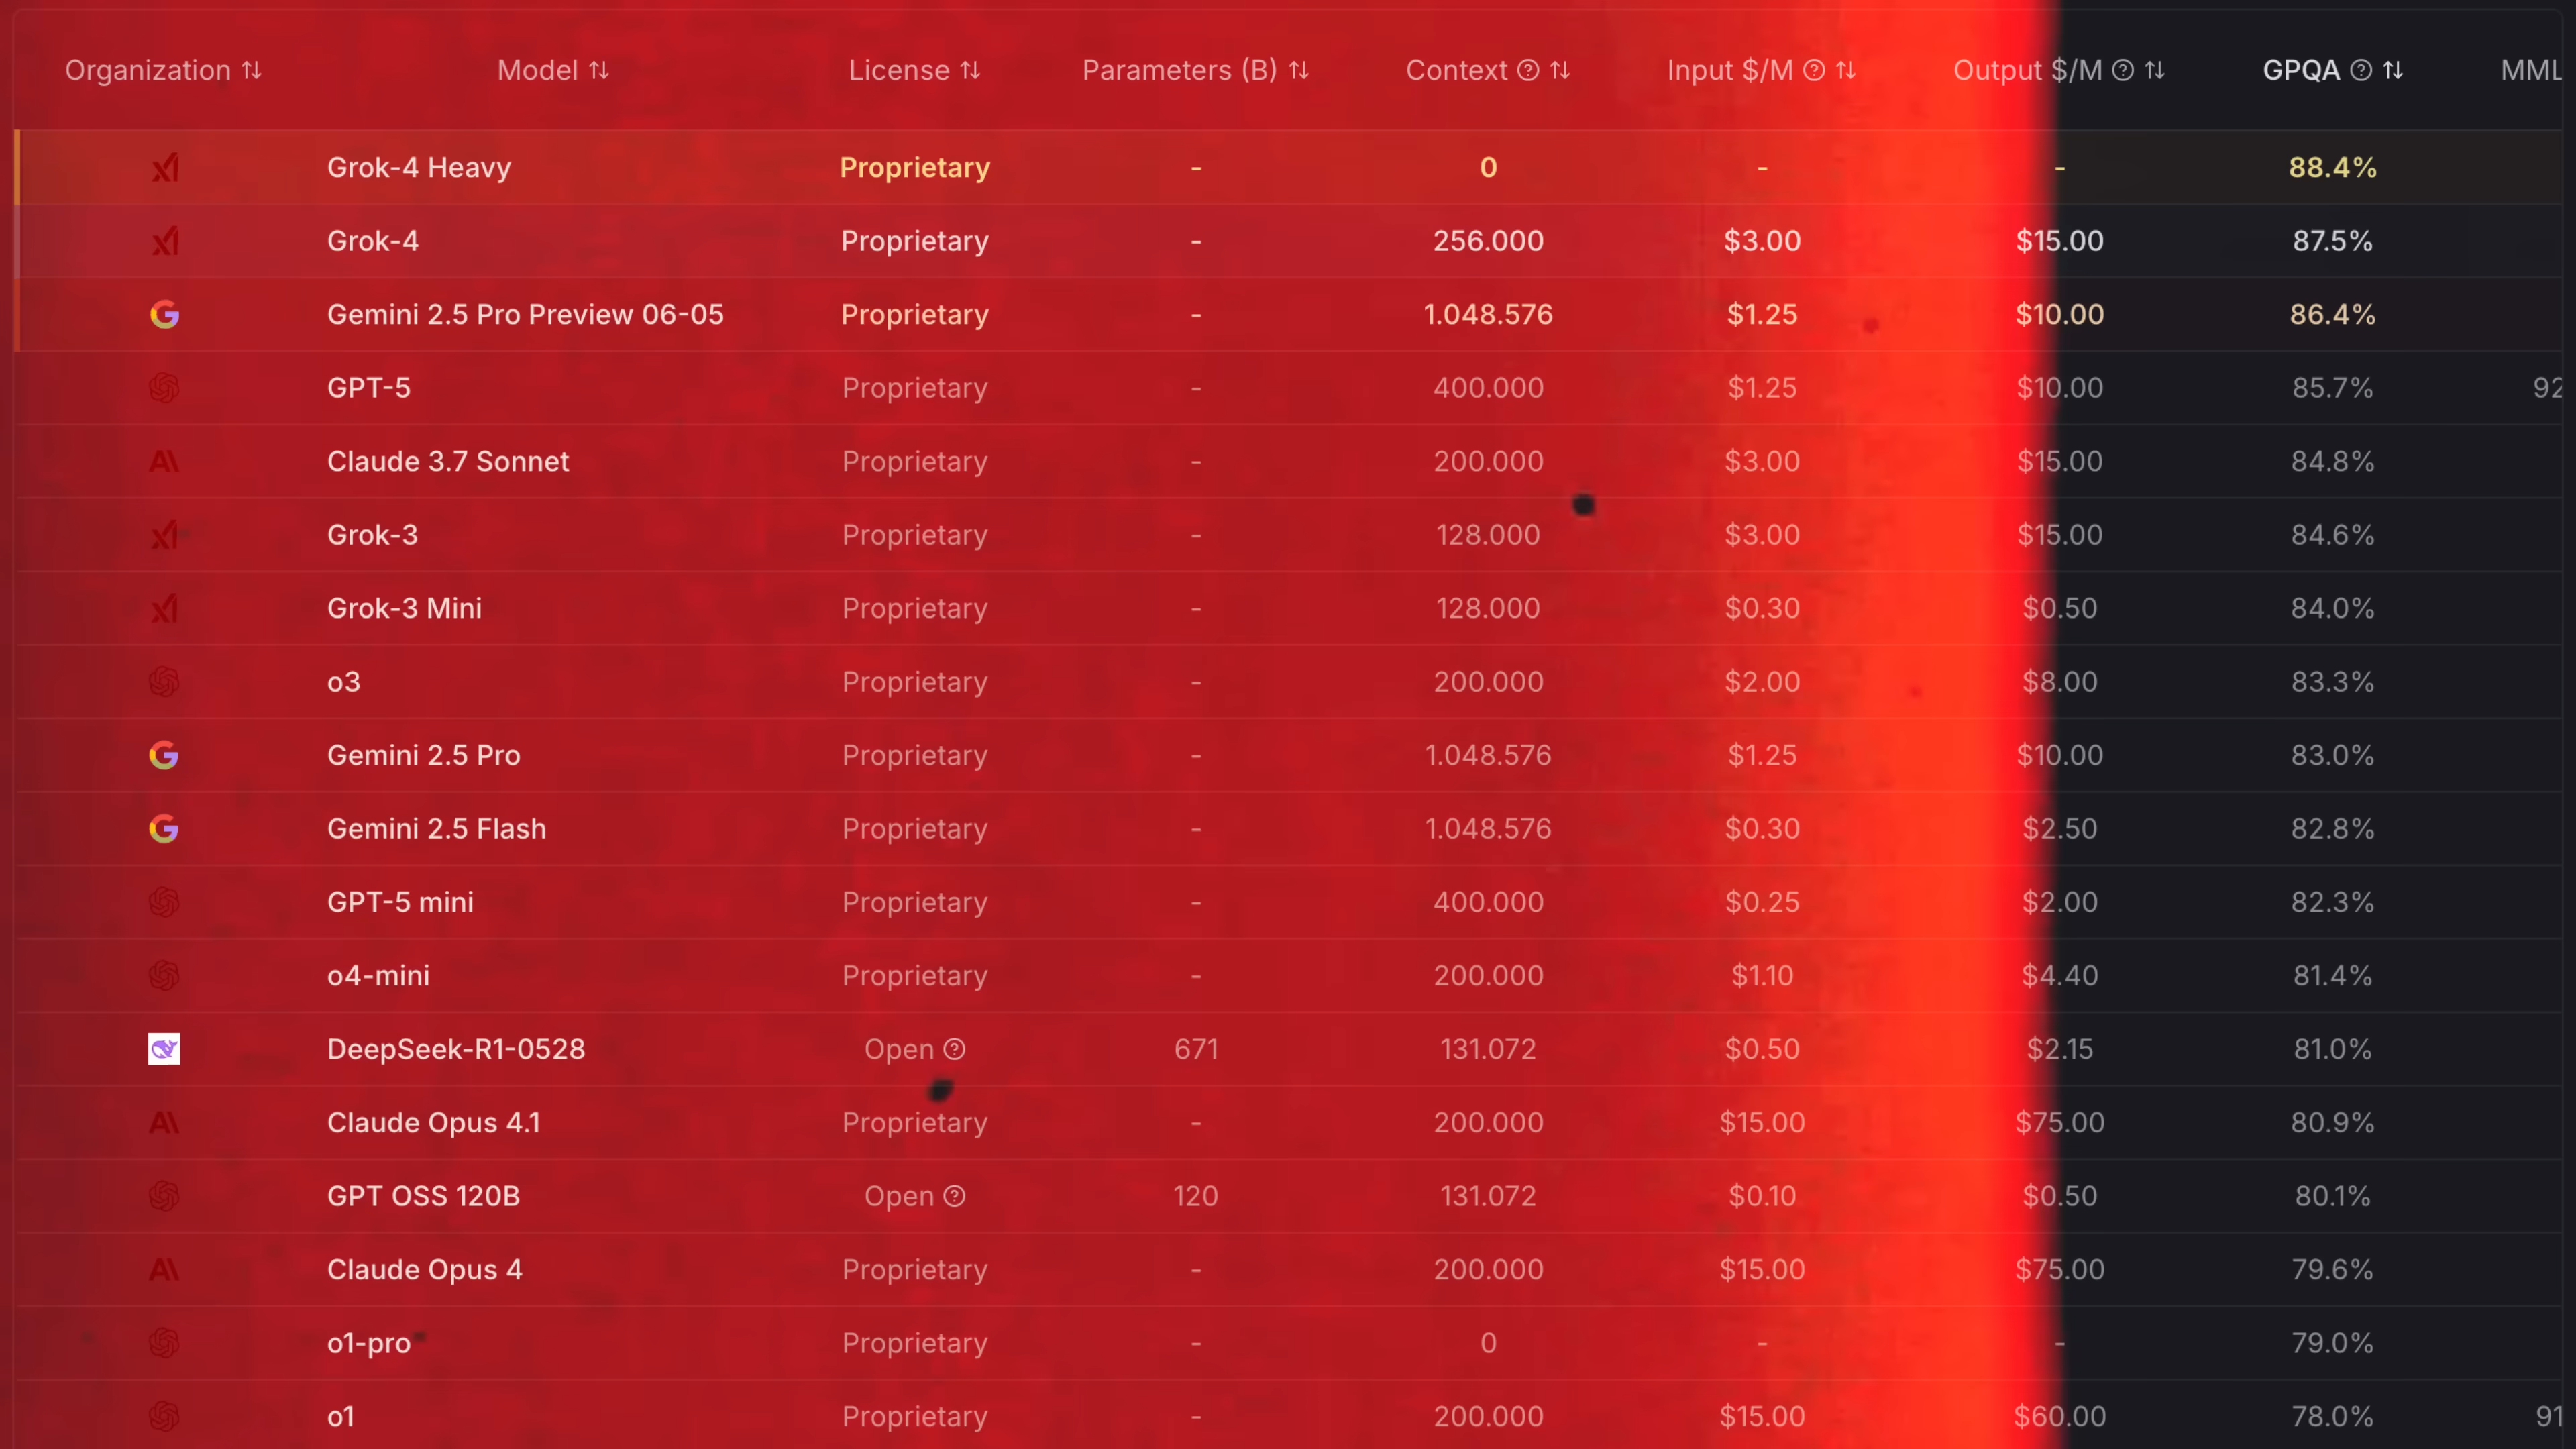 Organization Model License Parameters (B) Context Input $/M Output $/M GPQA MML
Grok-4 Heavy Proprietary - 0 - - 88.4%
Grok-4 Proprietary - 256.000 $3.00 $15.00 87.5%
Gemini 2.5 Pro Preview 06-05 Proprietary - 1.048.576 $1.25 $10.00 86.4%
GPT-5 Proprietary - 400.000 $1.25 $10.00 85.7% 92
Claude 3.7 Sonnet Proprietary - 200.000 $3.00 $15.00 84.8%
Grok-3 Proprietary - 128.000 $3.00 $15.00 84.6%
Grok-3 Mini Proprietary - 128.000 $0.30 $0.50 84.0%
o3 Proprietary - 200.000 $2.00 $8.00 83.3%
Gemini 2.5 Pro Proprietary - 1.048.576 $1.25 $10.00 83.0%
Gemini 2.5 Flash Proprietary - 1.048.576 $0.30 $2.50 82.8%
GPT-5 mini Proprietary - 400.000 $0.25 $2.00 82.3%
o4-mini Proprietary - 200.000 $1.10 $4.40 81.4%
DeepSeek-R1-0528 Open 671 131.072 $0.50 $2.15 81.0%
Claude Opus 4.1 Proprietary - 200.000 $15.00 $75.00 80.9%
GPT OSS 120B Open 120 131.072 $0.10 $0.50 80.1%
Claude Opus 4 Proprietary - 200.000 $15.00 $75.00 79.6%
o1-pro Proprietary - 0 - - 79.0%
o1 Proprietary - 200.000 $15.00 $60.00 78.0% 91